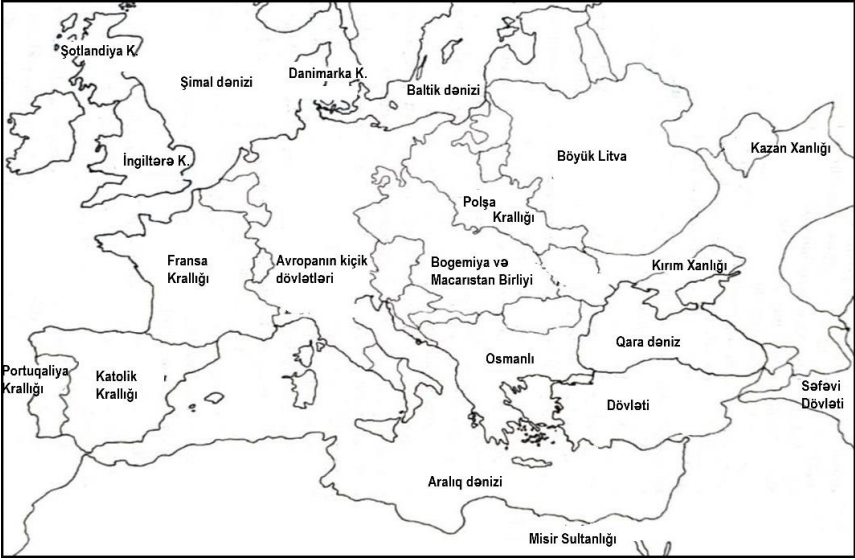 Şotlandiya K.
Şimal dənizi
Danimarka K.
Baltik dənizi
İngiltərə K.
Böyük Litva
Kazan Xanlığı
Polşa
Krallığı
Fransa
Krallığı
Avropanın kiçik
dövlətləri
Bogemiya və
Macarıstan Birliyi
Kırım Xanlığı
Qara dəniz
Osmanlı
Portuqaliya
Krallığı
Katolik
Krallığı
Dövləti
Səfəvi
Dövləti
Aralıq dənizi
Misir Sultanlığı